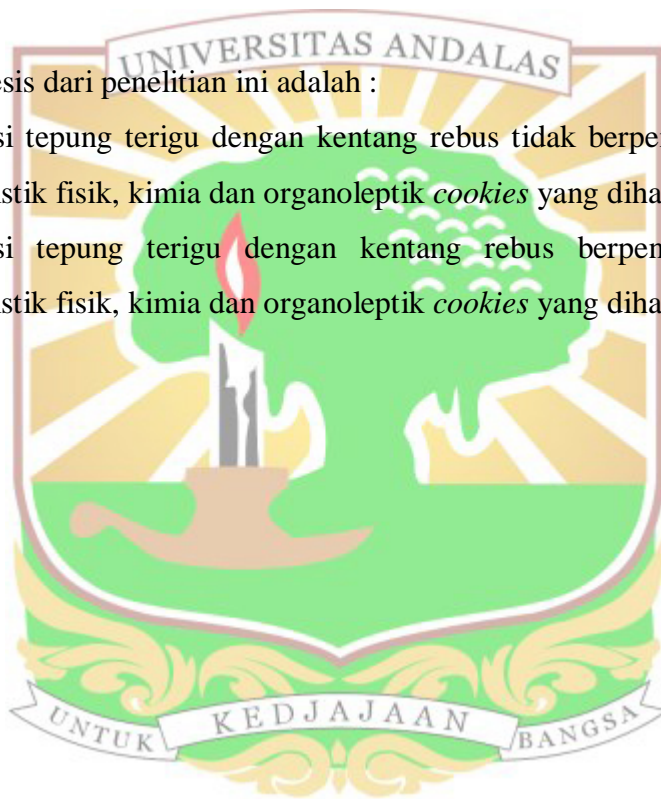 UNIVERSITAS ANDALAS
esis dari penelitian ini adalah :
si tepung terigu dengan kentang rebus tidak berpe
stik fisik, kimia dan organoleptik cookies yang diha
si tepung terigu dengan kentang rebus berpen
stik fisik, kimia dan organoleptik cookies yang diha
UNTUK KEDJAJAAN BANGSA